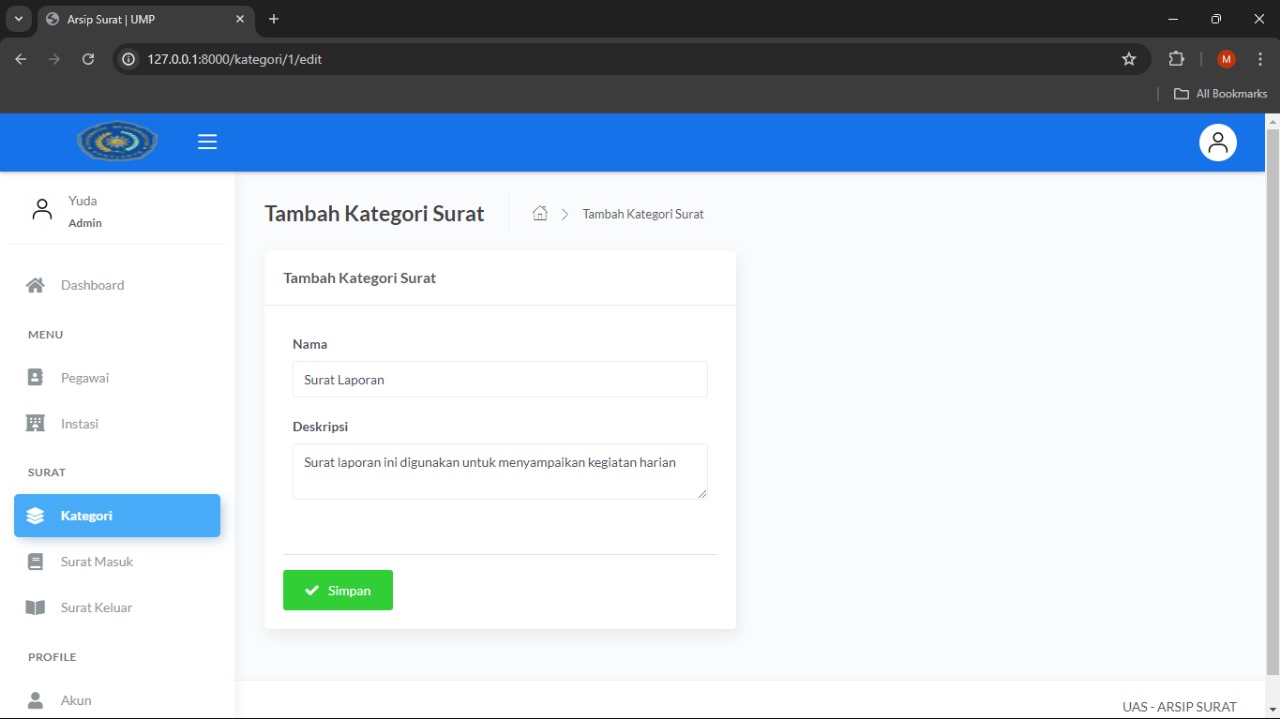 Arsip Surat | UMP
127.0.0.1:8000/kategori/1/edit
M
All Bookmarks
Yuda
Admin
Dashboard
MENU
Pegawai
Instasi
SURAT
Kategori
Surat Masuk
Surat Keluar
PROFILE
Akun
Tambah Kategori Surat
Tambah Kategori Surat
Tambah Kategori Surat
Nama
Surat Laporan
Deskripsi
Surat laporan ini digunakan untuk menyampaikan kegiatan harian
Simpan
UAS - ARSIP SURAT